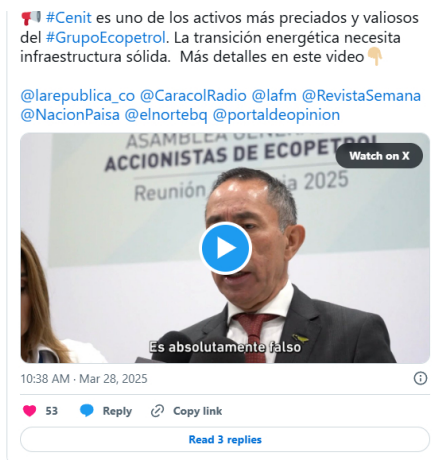 #Cenit es uno de los activos más preciados y valiosos
del #GrupoEcopetrol. La transición energética necesita
infraestructura sólida. Más detalles en este video
@larepublica_co @CaracolRadio @lafm @RevistaSemana
@NacionPaisa @elnortebq @portaldeopinion
Watch on X
ASAMBLEA GENERAL
ACCIONISTAS DE ECOPETROL
Reunión 2025
Es absolutamente falso
10:38 AM · Mar 28, 2025
53 Reply Copy link
Read 3 replies